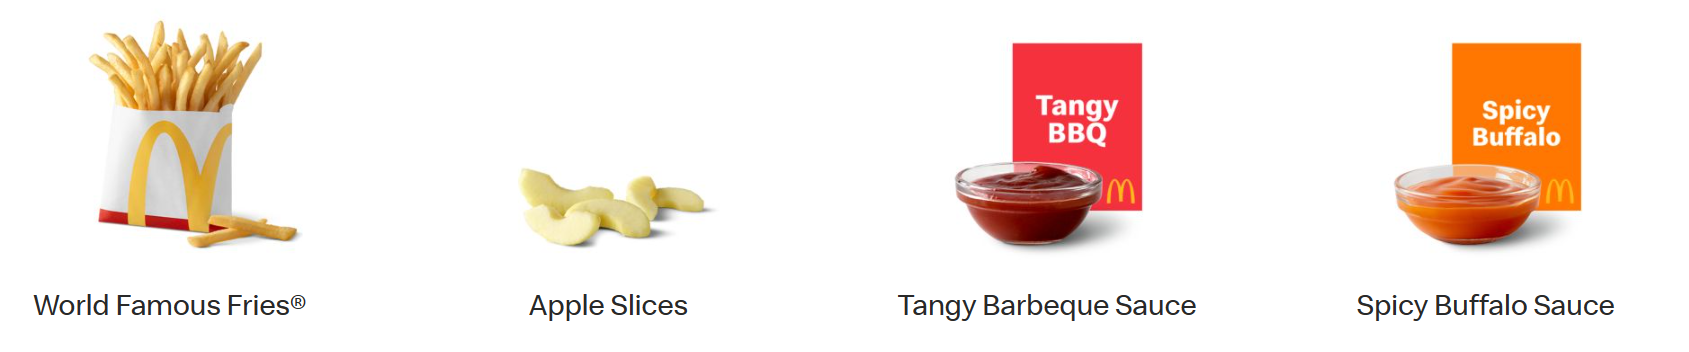 Tangy
BBQ
Spicy
Buffalo
World Famous Fries®
Apple Slices
Tangy Barbeque Sauce
Spicy Buffalo Sauce